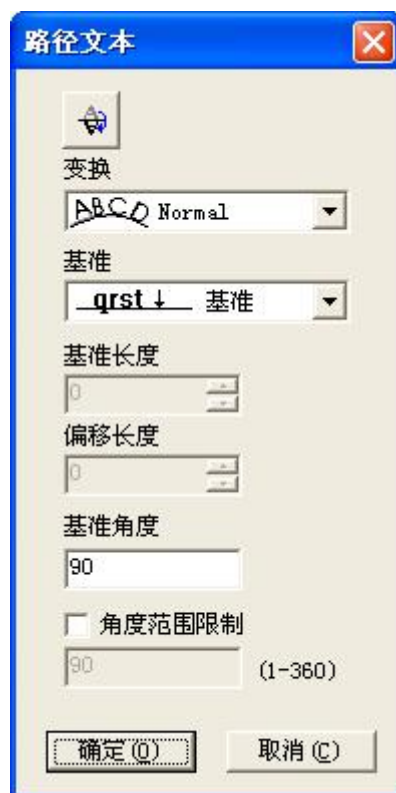 路径文本
变换
ABCD Normal
基准
qrst↓ 基准
基准长度
0
偏移长度
0
基准角度
90
角度范围限制
90 (1-360)
确定(O) 取消(C)